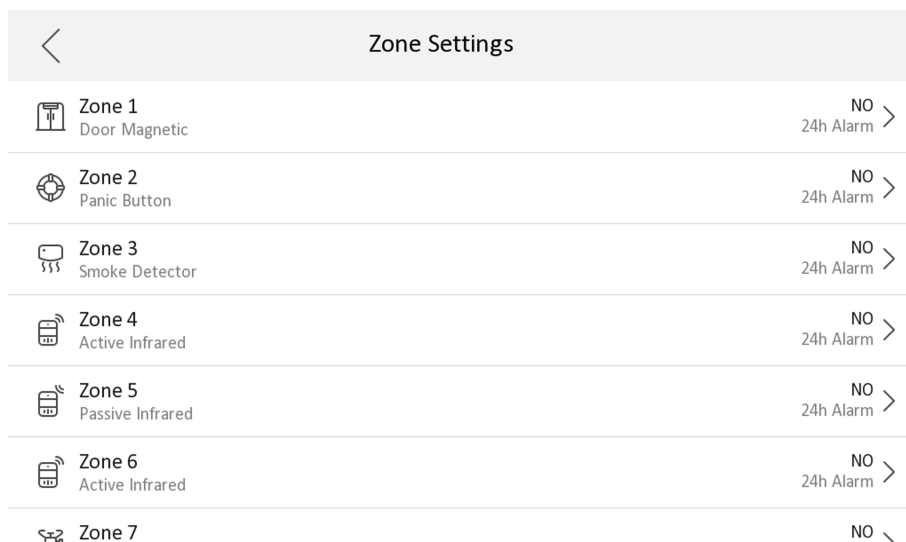 Zone Settings
Zone 1
NO
Door Magnetic
24h Alarm
Zone 2
NO
Panic Button
24h Alarm
Zone 3
NO
Smoke Detector
24h Alarm
Zone 4
NO
Active Infrared
24h Alarm
Zone 5
NO
Passive Infrared
24h Alarm
Zone 6
NO
Active Infrared
24h Alarm
Zone 7
NO